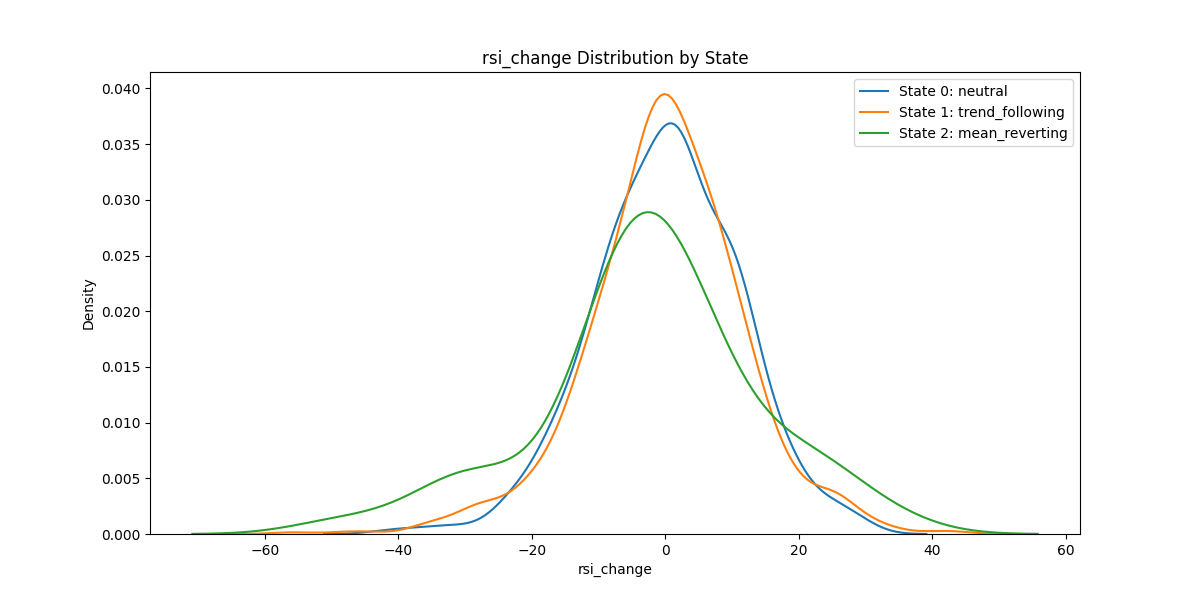 rsi_change Distribution by State
State 0: neutral
State 1: trend_following
State 2: mean_reverting
Density
0.040
0.035
0.030
0.025
0.020
0.015
0.010
0.005
0.000
−60
−40
−20
0
20
40
60
rsi_change